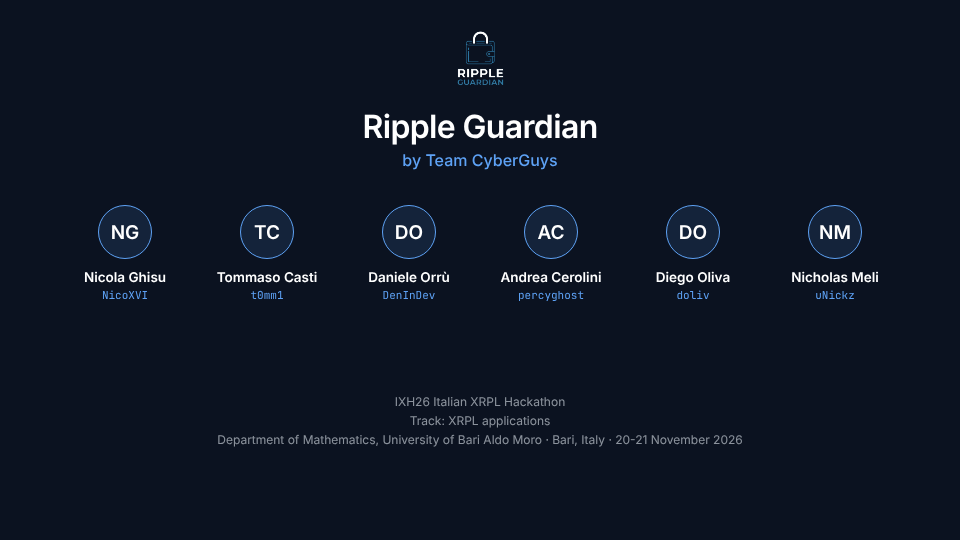 RIPPLE
GUARDIAN
Ripple Guardian
by Team CyberGuys
NG TC DO AC DO NM
Nicola Ghisu Tommaso Casti Daniele Orrù Andrea Cerolini Diego Oliva Nicholas Meli
NicoXVI t0mm1 DenInDev percyghost doliv uNickz
IXH26 Italian XRPL Hackathon
Track: XRPL applications
Department of Mathematics, University of Bari Aldo Moro · Bari, Italy · 20-21 November 2026